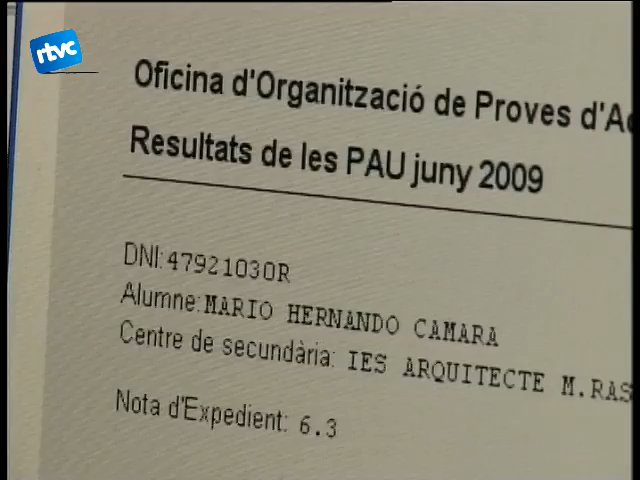 rtvc
Oficina d'Organització de Proves d'Ac
Resultats de les PAU juny 2009
DNI:47921030R
Alumne:MARIO HERNANDO CAMARA
Centre de secundària: IES ARQUITECTE M.RAS
Nota d'Expedient: 6.3